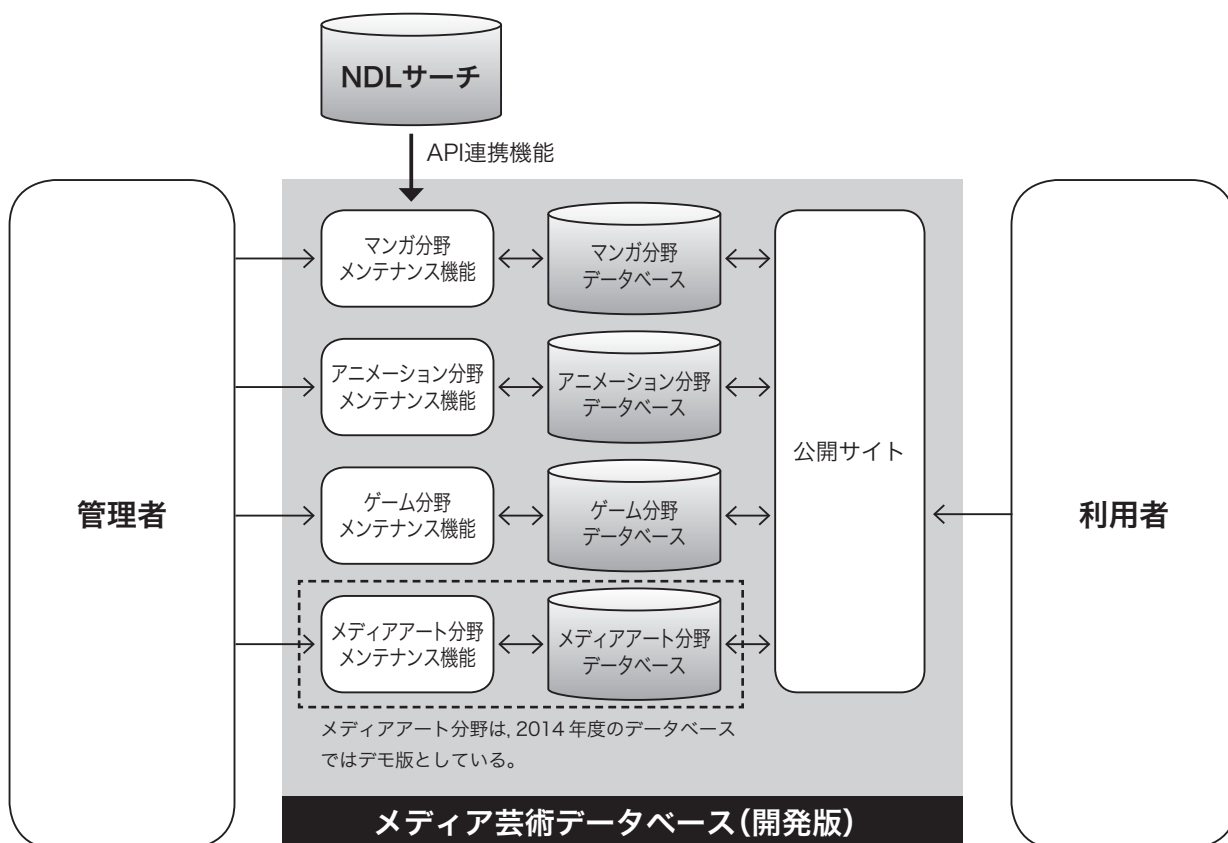 NDLサーチ
API連携機能
管理者
マンガ分野
メンテナンス機能
マンガ分野
データベース
アニメーション分野
メンテナンス機能
アニメーション分野
データベース
ゲーム分野
メンテナンス機能
ゲーム分野
データベース
メディアアート分野
メンテナンス機能
メディアアート分野
データベース
公開サイト
利用者
メディアアート分野は, 2014年度のデータベース
ではデモ版としている。
メディア芸術データベース(開発版)